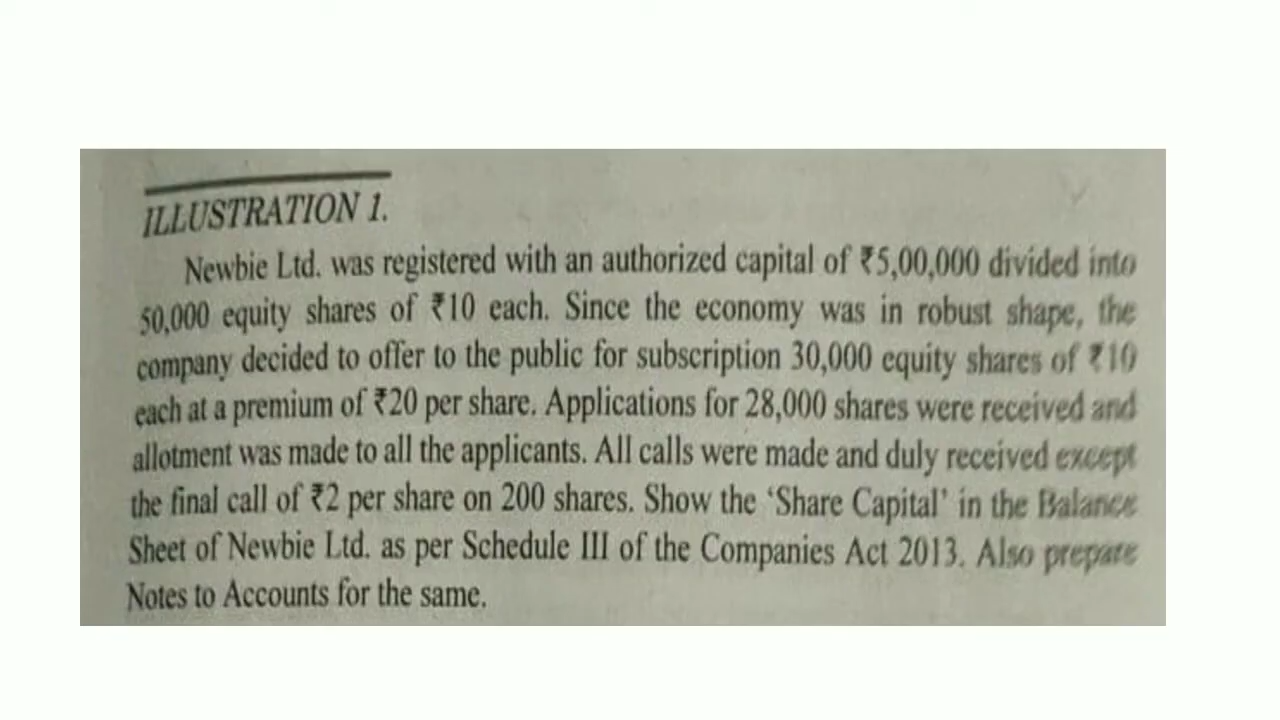 ILLUSTRATION 1.
Newbie Ltd. was registered with an authorized capital of ₹5,00,000 divided into
50,000 equity shares of ₹10 each. Since the economy was in robust shape, the
company decided to offer to the public for subscription 30,000 equity shares of ₹10
each at a premium of ₹20 per share. Applications for 28,000 shares were received and
allotment was made to all the applicants. All calls were made and duly received except
the final call of ₹2 per share on 200 shares. Show the ‘Share Capital’ in the Balance
Sheet of Newbie Ltd. as per Schedule III of the Companies Act 2013. Also prepare
Notes to Accounts for the same.